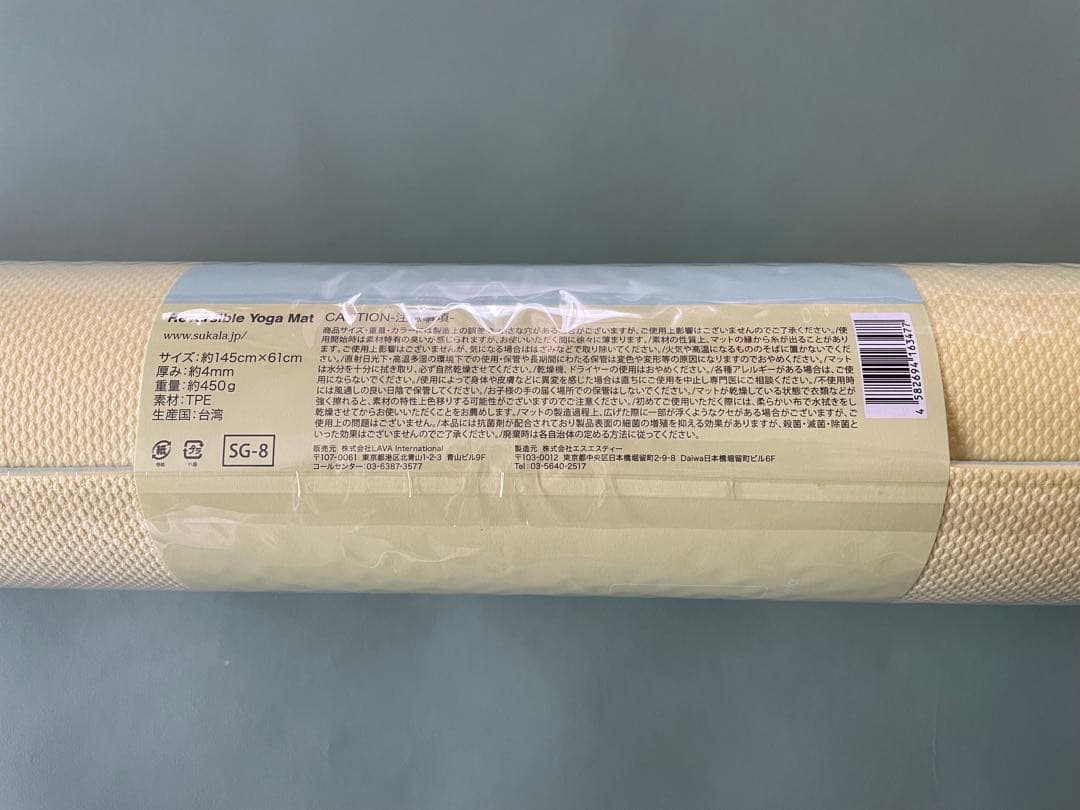 Reversible Yoga Mat
www.sukala.jp/
サイズ:約145cm×61cm
厚み:約4mm
重量:約450g
素材:TPE
生産国:台湾
紙
プラ
SG-8
CAUTION-注意事項-
商品サイズ・重量・カラーには製造上の誤差や小さな穴がある場合がございますが、ご使用上影響はございませんのでご了承ください。/使
用開始時は素材特有の臭いが感じられますが、お使いいただく間に徐々に薄まります。/素材の性質上、マットの縁から糸が出ることがあり
ます。ご使用上影響はございませんが、気になる場合ははさみなどで取り除いてください。/火気や高温になるもののそばに置かないでくだ
さい。/直射日光下・高温多湿の環境下での使用・保管や長期間にわたる保管は変色や変形等の原因になりますのでおやめください。/マット
は水分を十分に拭き取り、必ず自然乾燥させてください。/乾燥機、ドライヤーの使用はおやめください。/各種アレルギーがある場合は、ご使
用にならないでください。/使用によって身体や皮膚などに異変を感じた場合は直ちにご使用を中止し専門医にご相談ください。/不使用時
には風通しの良い日陰で保管してください。/お子様の手の届く場所での保管はしないでください。/マットが乾燥している状態で衣類などが
強く擦れると、素材の特性上色移りする可能性がございますのでご注意ください。/初めてご使用いただく際には、柔らかい布で水拭きをし
乾燥させてからお使いいただくことをお薦めします。/マットの製造過程上、広げた際に一部が浮くようなクセがある場合がございますが、ご
使用上の問題はございません。/本品には抗菌剤が配合されており製品表面の細菌の増殖を抑える効果がありますが、殺菌・滅菌・除菌と
いった効果はございませんのでご了承ください。/廃棄時は各自治体の定める方法に従ってください。
販売元 株式会社LAVA International
〒107-0061 東京都港区北青山1-2-3 青山ビル9F
コールセンター:03-6387-3577
製造元 株式会社エスエスティー
〒103-0012 東京都中央区日本橋堀留町2-9-8 Daiwa日本橋堀留町ビル6F
Tel:03-5640-2517
4 582694 163477